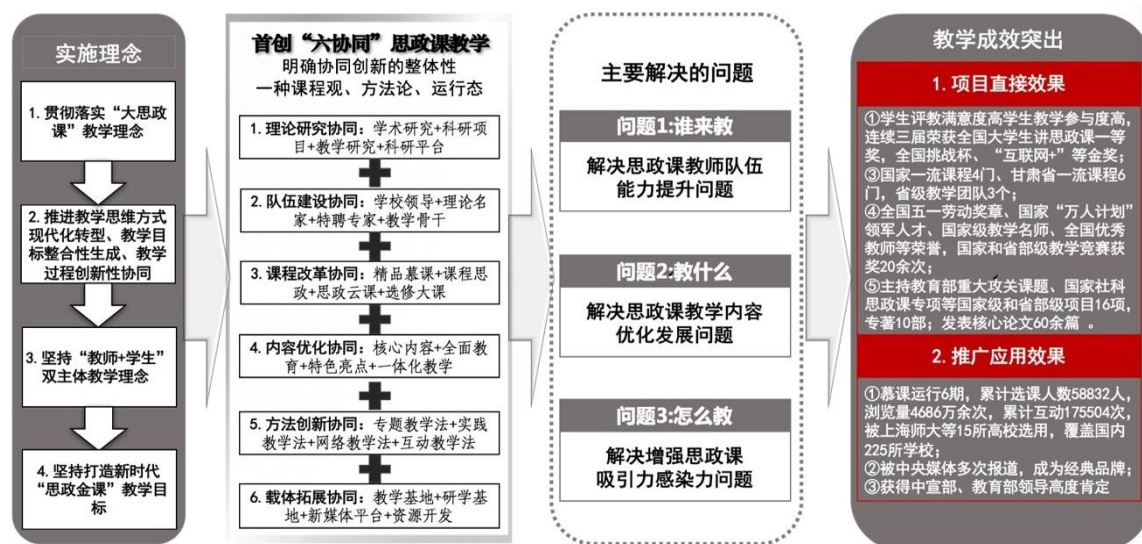 实施理念
1. 贯彻落实“大思政
课”教学理念
2. 推进教学思维方式
现代化转型、教学目
标整合性生成、教学
过程创新性协同
3. 坚持“教师+学生”
双主体教学理念
4. 坚持打造新时代
“思政金课”教学目
标
首创“六协同”思政课教学
明确协同创新的整体性
一种课程观、方法论、运行态
1. 理论研究协同：学术研究+科研项
目+教学研究+科研平台
2. 队伍建设协同：学校领导+理论名
家+特聘专家+教学骨干
3. 课程改革协同：精品慕课+课程思
政+思政云课+选修大课
4. 内容优化协同：核心内容+全面教
育+特色亮点+一体化教学
5. 方法创新协同：专题教学法+实践
教学法+网络教学法+互动教学法
6. 载体拓展协同：教学基地+研学基
地+新媒体平台+资源开发
主要解决的问题
问题1:谁来教
解决思政课教师队伍
能力提升问题
问题2:教什么
解决思政课教学内容
优化发展问题
问题3:怎么教
解决增强思政课
吸引力感染力问题
教学成效突出
1. 项目直接效果
①学生评教满意度高学生教学参与度高，
连续三届荣获全国大学生讲思政课一等
奖，全国挑战杯、“互联网+”等金奖；
③国家一流课程4门、甘肃省一流课程6
门，省级教学团队3个；
④全国五一劳动奖章、国家“万人计划”
领军人才、国家级教学名师、全国优秀
教师等荣誉，国家和省部级教学竞赛获
奖20余次；
⑤主持教育部重大攻关课题、国家社科
思政课专项等国家级和省部级项目16项，
专著10部；发表核心论文60余篇 。
2. 推广应用效果
①慕课运行6期，累计选课人数58832人，
浏览量4686万余次，累计互动175504次，
被上海师大等15所高校选用，覆盖国内
225所学校；
②被中央媒体多次报道，成为经典品牌；
③获得中宣部、教育部领导高度肯定